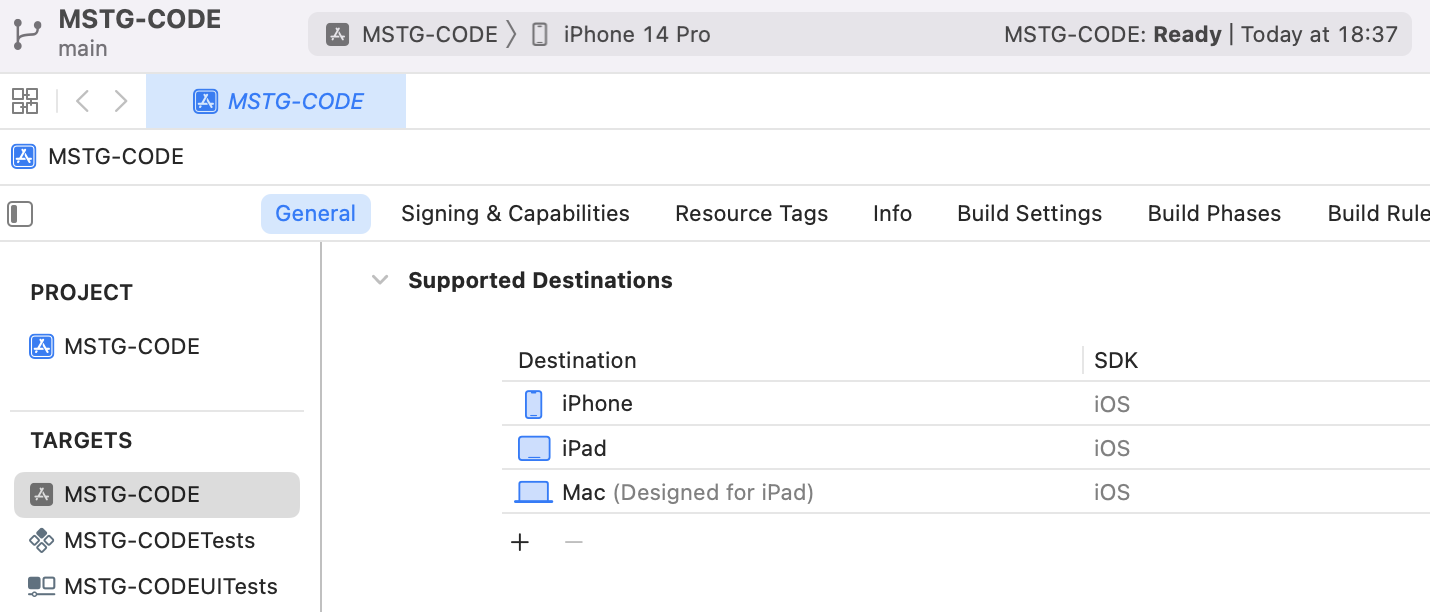 MSTG-CODE
main
MSTG-CODE
iPhone 14 Pro
MSTG-CODE: Ready | Today at 18:37
MSTG-CODE
MSTG-CODE
General
Signing & Capabilities
Resource Tags
Info
Build Settings
Build Phases
Build Rule
PROJECT
MSTG-CODE
TARGETS
MSTG-CODE
MSTG-CODETests
MSTG-CODEUITests
Supported Destinations
Destination SDK
iPhone iOS
iPad iOS
Mac (Designed for iPad) iOS